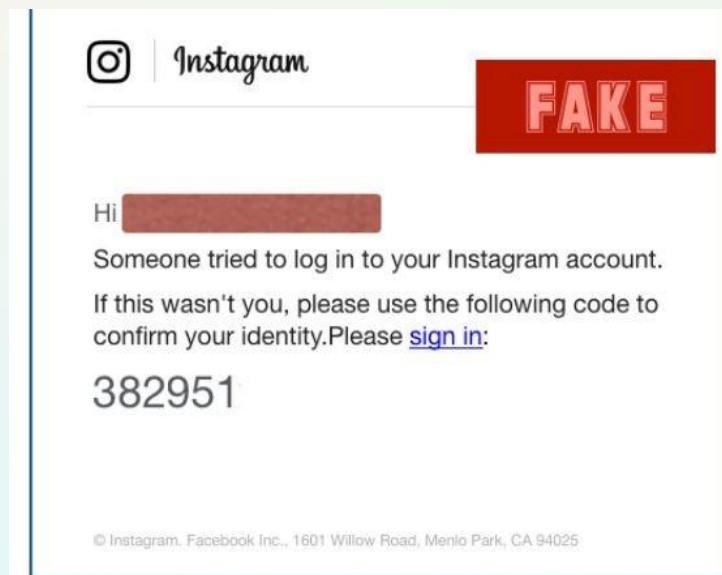 Instagram
FAKE
Hi
Someone tried to log in to your Instagram account.
If this wasn't you, please use the following code to
confirm your identity.Please sign in:
382951
© Instagram. Facebook Inc., 1601 Willow Road, Menlo Park, CA 94025